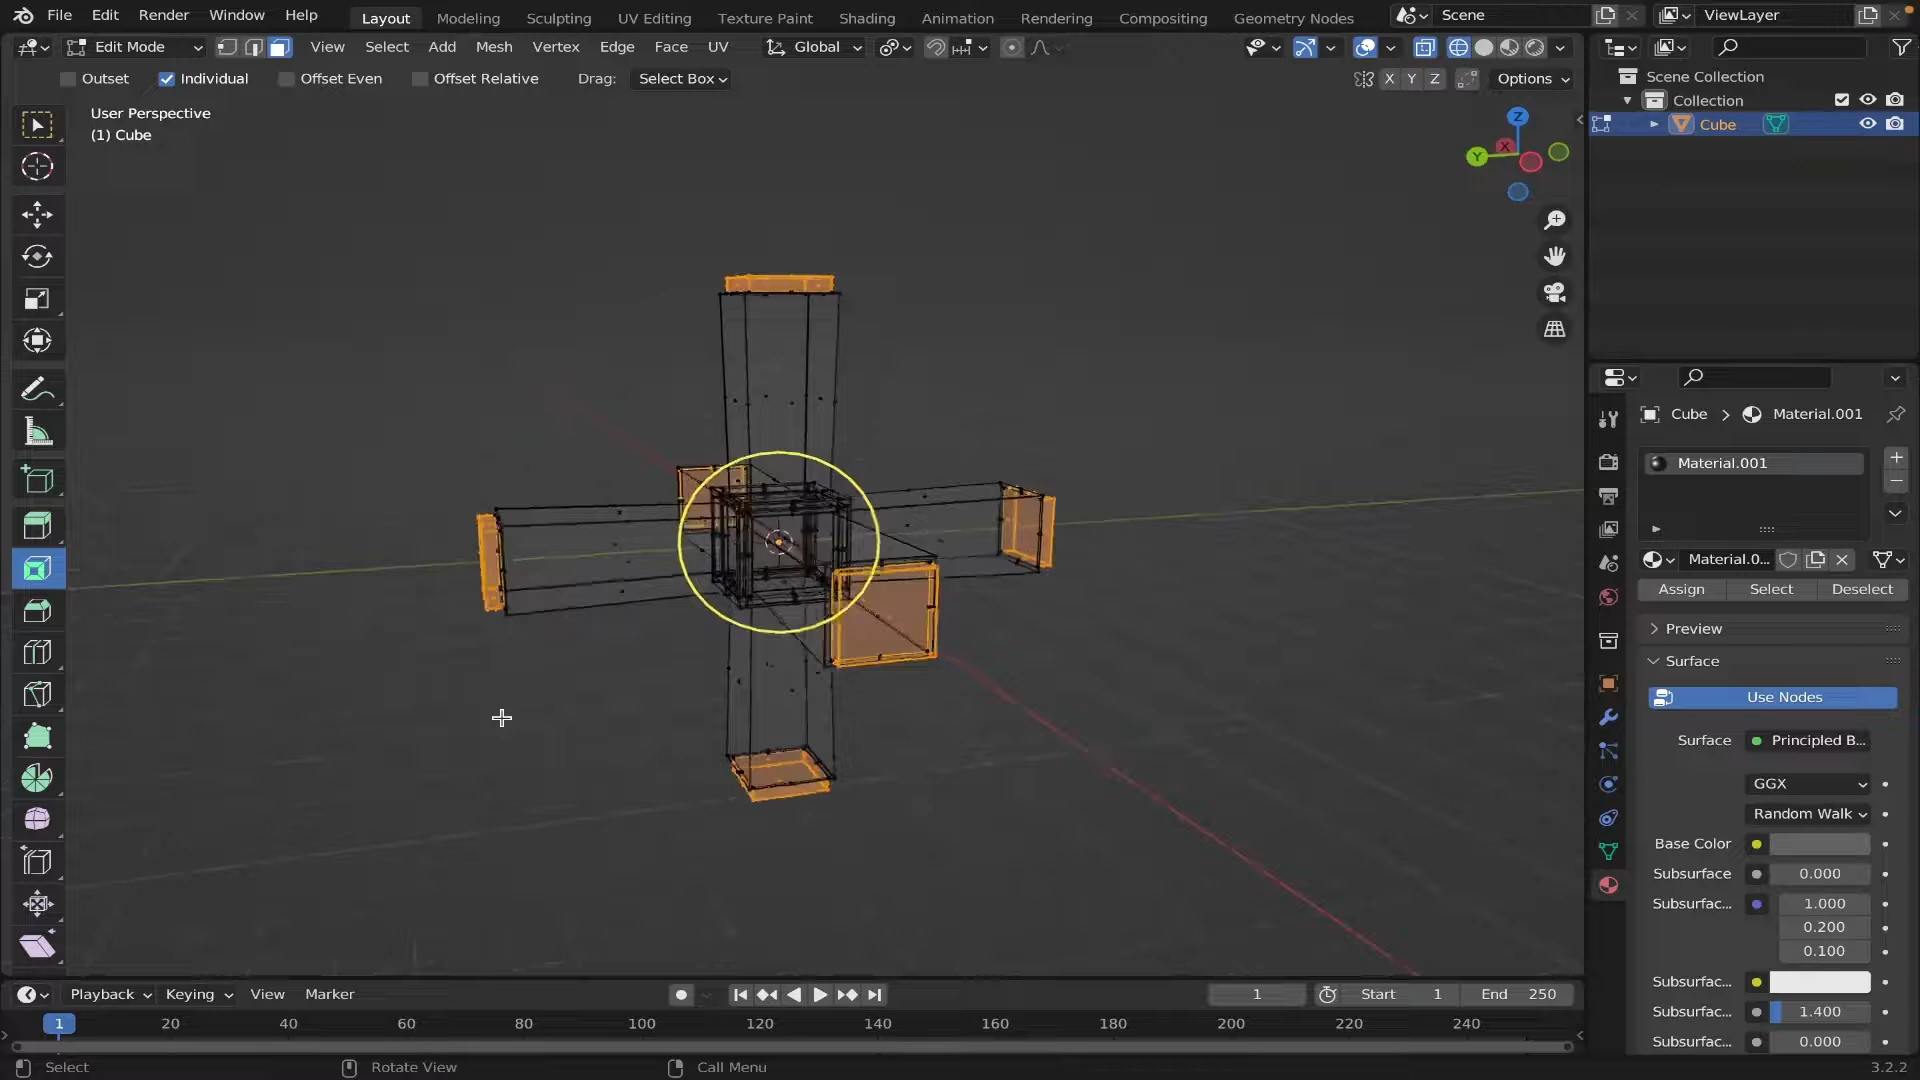 File Edit Render Window Help Layout Modeling Sculpting UV Editing Texture Paint Shading Animation Rendering Compositing Geometry Nodes Scene ViewLayer
Edit Mode View Select Add Mesh Vertex Edge Face UV Global
Outset Individual Offset Even Offset Relative Drag: Select Box X Y Z Options
User Perspective
(1) Cube
Z
Y
X
Scene Collection
Collection
Cube
Cube > Material.001
Material.001
Material.0...
Assign Select Deselect
Preview
Surface
Use Nodes
Surface Principled B...
GGX
Random Walk
Base Color
Subsurface 0.000
Subsurfac... 1.000
0.200
0.100
Subsurfac...
Subsurfac... 1.400
Subsurfac... 0.000
Playback Keying View Marker 1 Start 1 End 250
1 20 40 60 80 100 120 140 160 180 200 220 240
Select Rotate View Call Menu 3.2.2